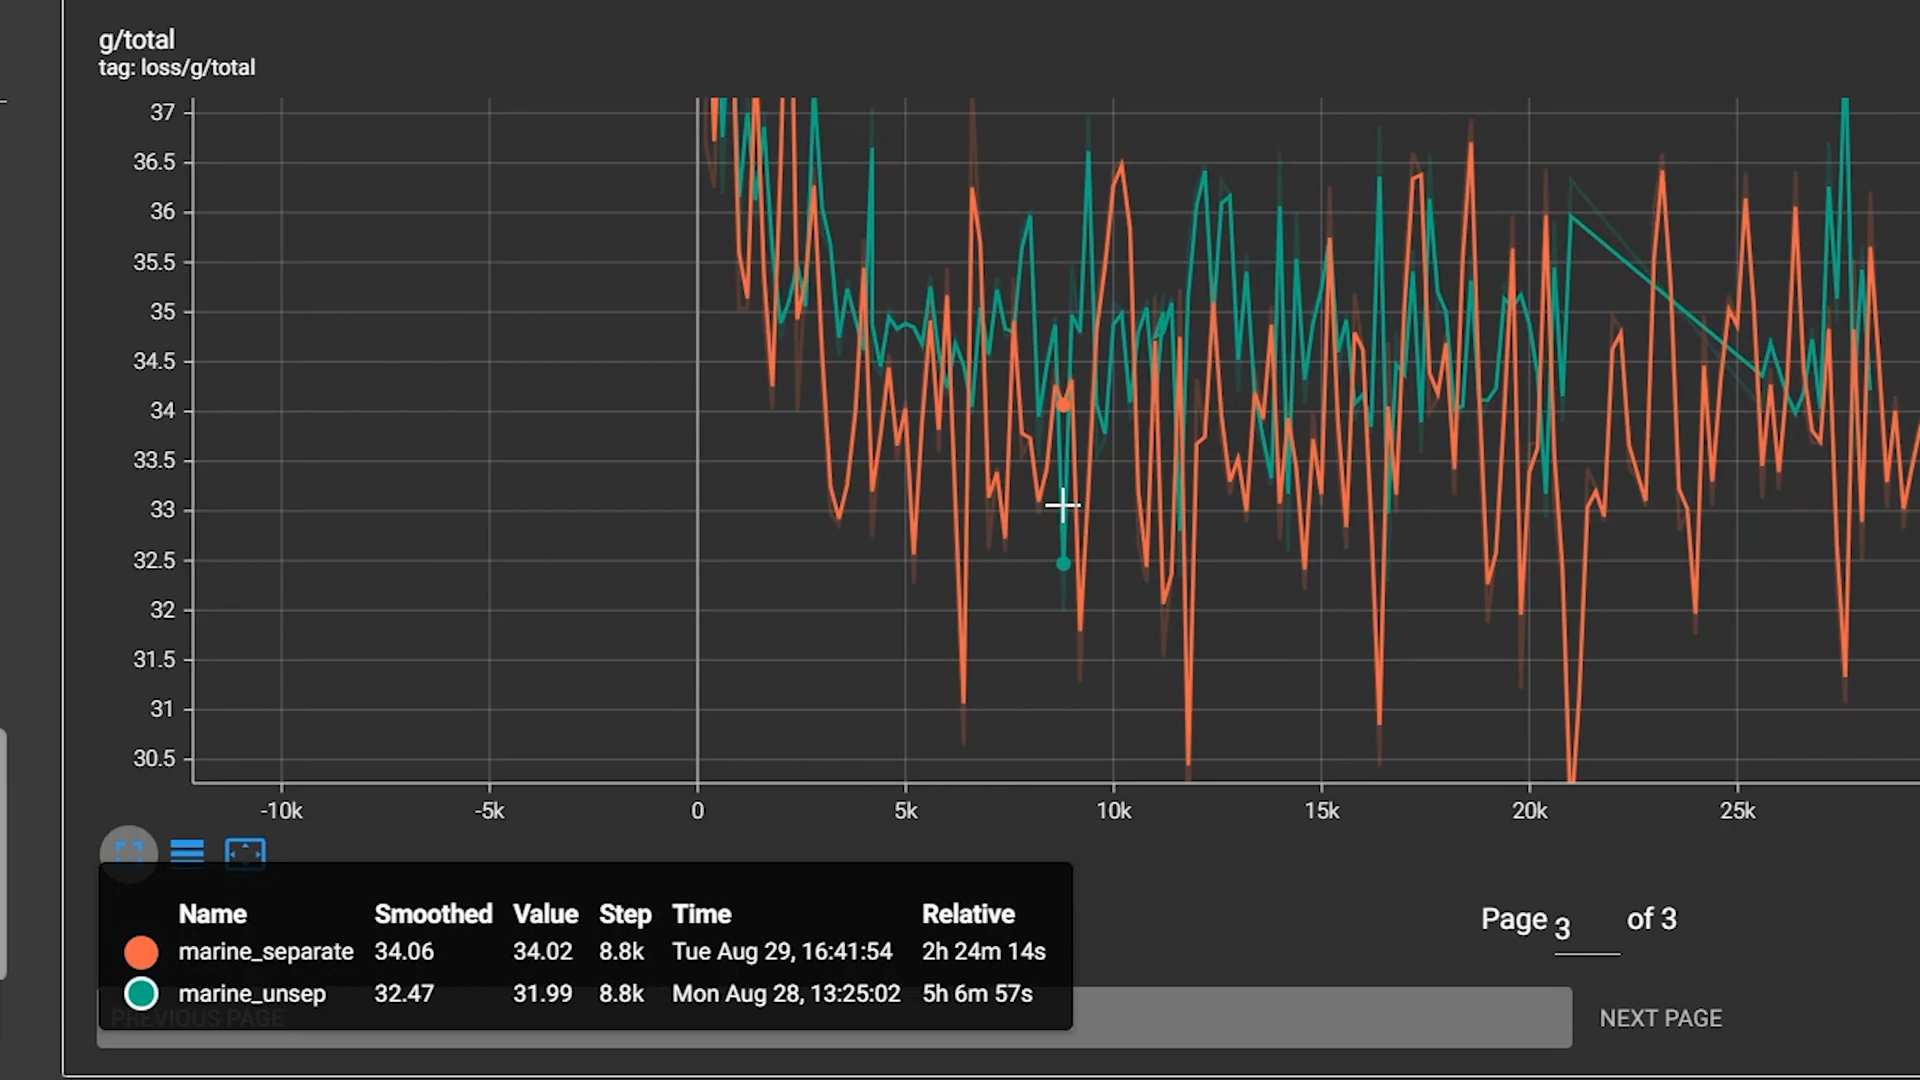 g/total
tag: loss/g/total
37
36.5
36
35.5
35
34.5
34
33.5
33
32.5
32
31.5
31
30.5
-10k -5k 0 5k 10k 15k 20k 25k
Name Smoothed Value Step Time Relative
marine_separate 34.06 34.02 8.8k Tue Aug 29, 16:41:54 2h 24m 14s
marine_unsep 32.47 31.99 8.8k Mon Aug 28, 13:25:02 5h 6m 57s
Page 3 of 3
PREVIOUS PAGE
NEXT PAGE